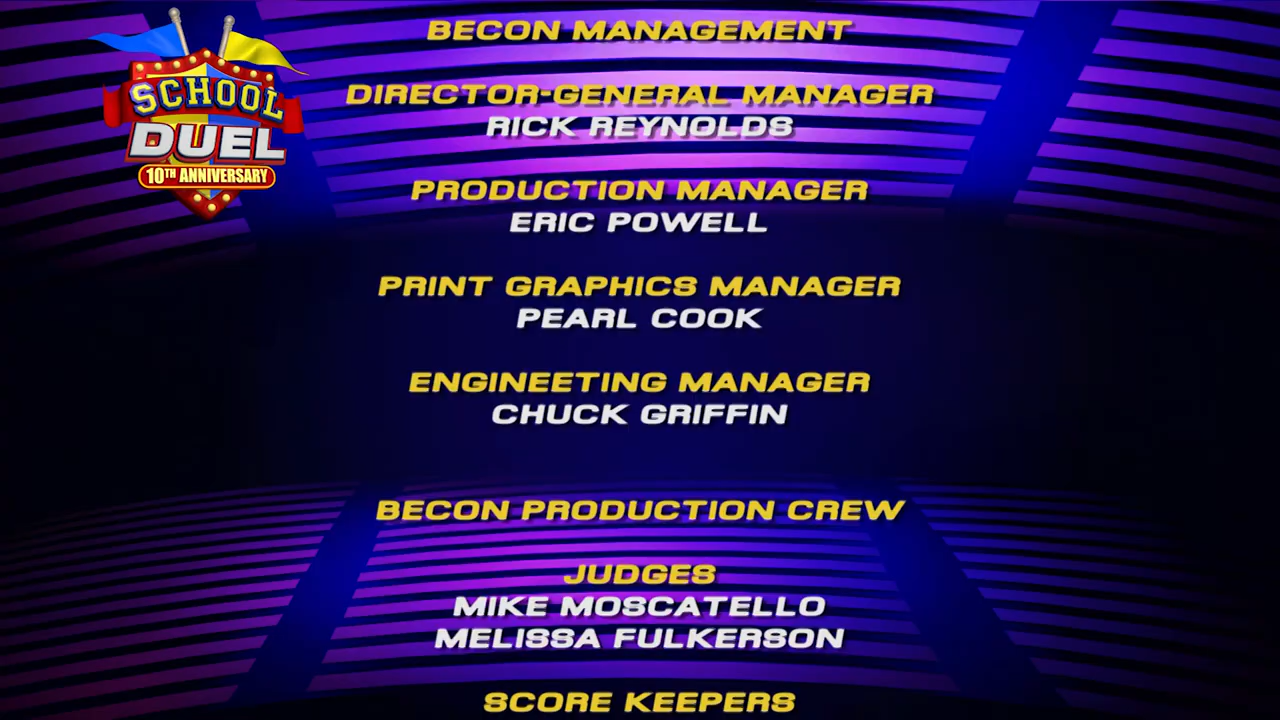 SCHOOL
DUEL
10TH ANNIVERSARY
BECON MANAGEMENT
DIRECTOR-GENERAL MANAGER
RICK REYNOLDS
PRODUCTION MANAGER
ERIC POWELL
PRINT GRAPHICS MANAGER
PEARL COOK
ENGINEETING MANAGER
CHUCK GRIFFIN
BECON PRODUCTION CREW
JUDGES
MIKE MOSCATELLO
MELISSA FULKERSON
SCORE KEEPERS